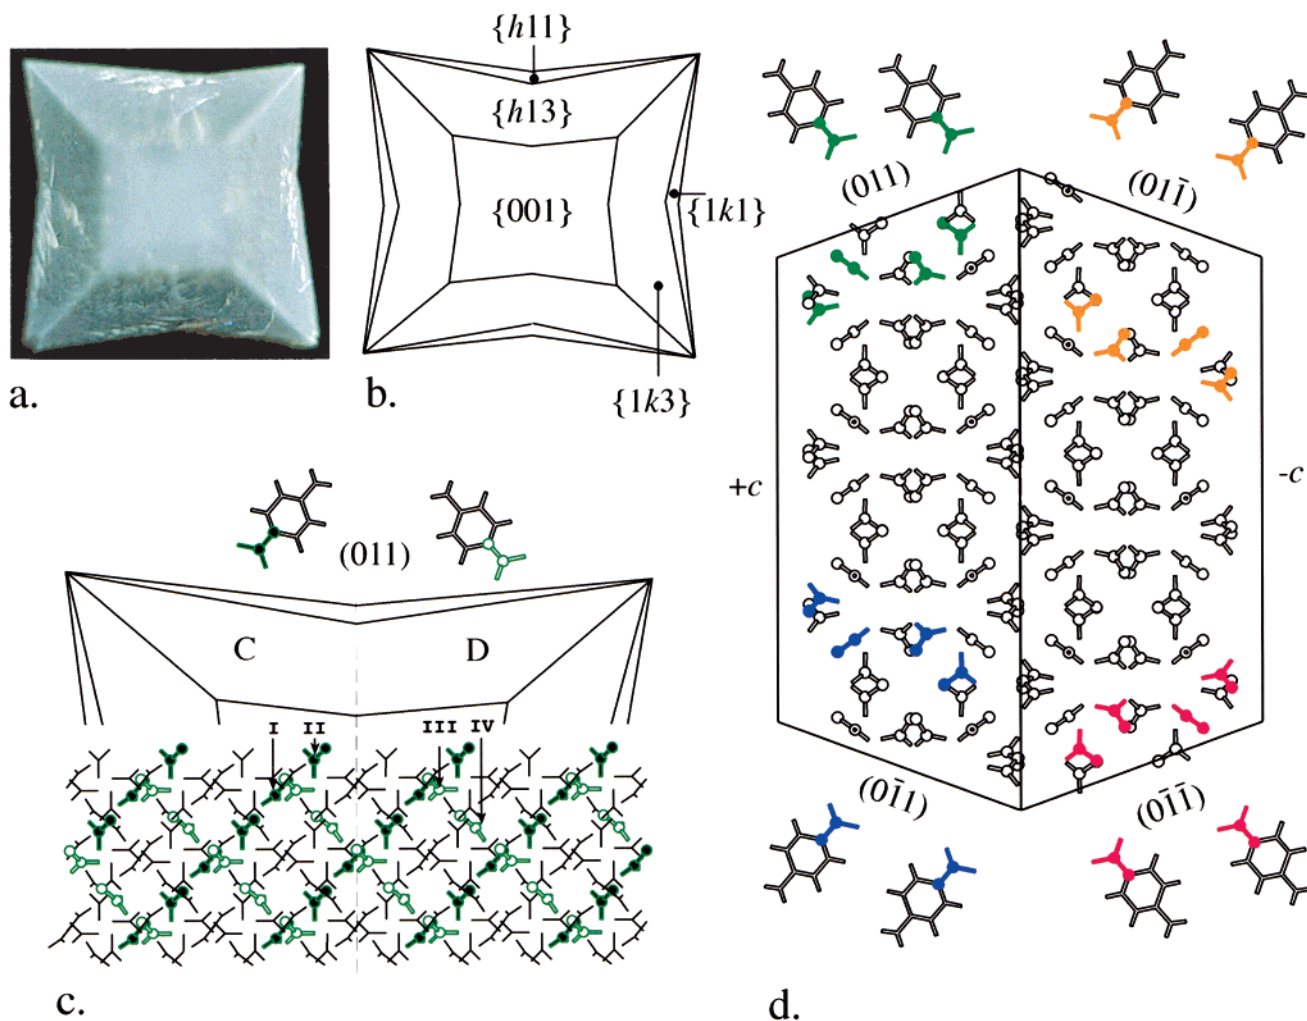 {h11}
{h13}
{001}
{1k1}
{1k3}
a.
b.
(011)
C
D
I
II
III
IV
c.
(011)
(011̅)
+c
-c
(01̅1)
(01̅1̅)
d.